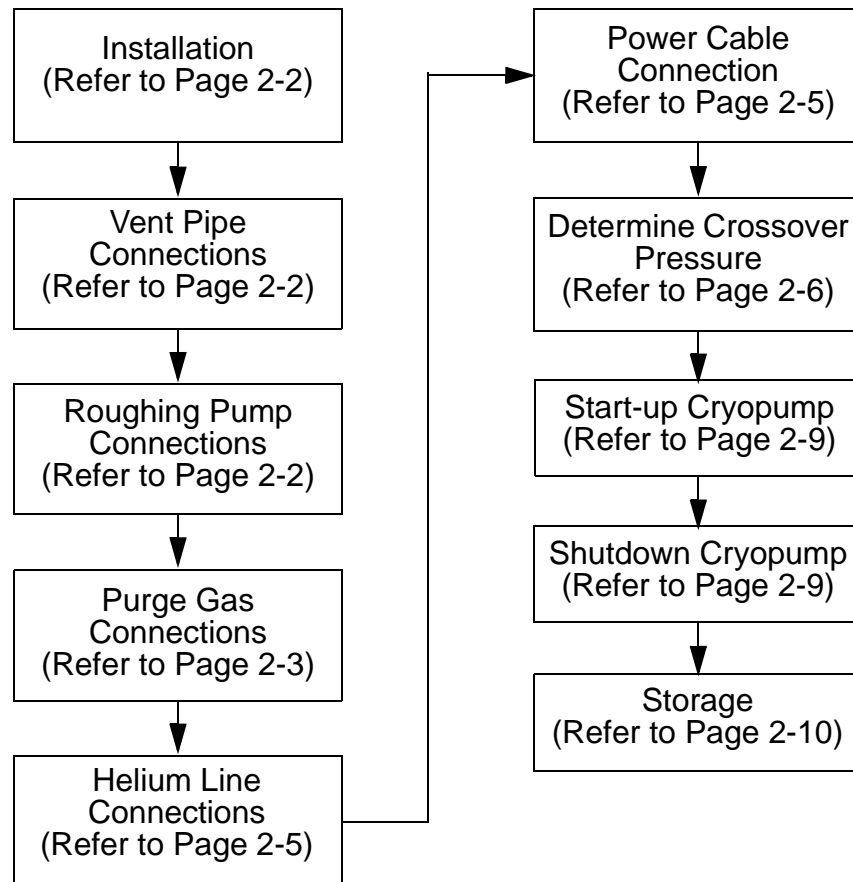 Installation
(Refer to Page 2-2)
Vent Pipe
Connections
(Refer to Page 2-2)
Roughing Pump
Connections
(Refer to Page 2-2)
Purge Gas
Connections
(Refer to Page 2-3)
Helium Line
Connections
(Refer to Page 2-5)
Power Cable
Connection
(Refer to Page 2-5)
Determine Crossover
Pressure
(Refer to Page 2-6)
Start-up Cryopump
(Refer to Page 2-9)
Shutdown Cryopump
(Refer to Page 2-9)
Storage
(Refer to Page 2-10)